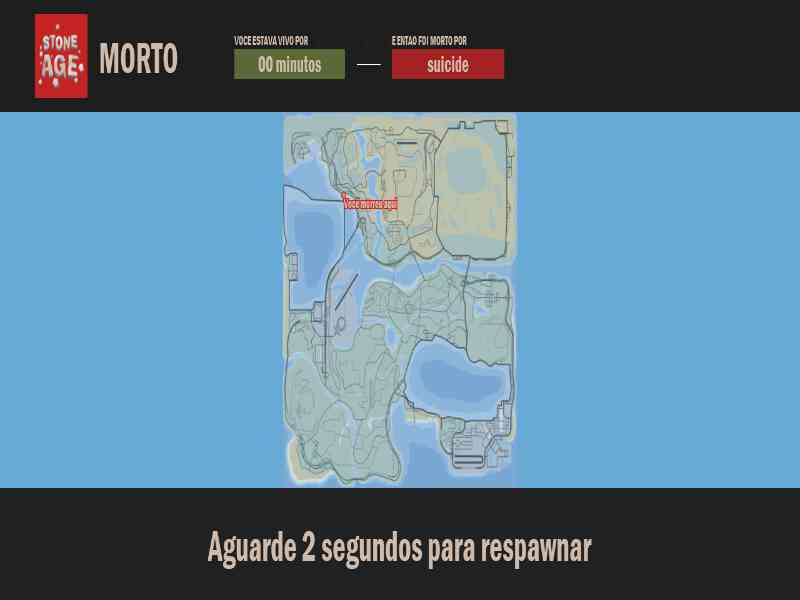 STONE
AGE
MORTO
VOCE ESTAVA VIVO POR
00 minutos
E ENTAO FOI MORTO POR
suicide
Voce morreu aqui
Aguarde 2 segundos para respawnar